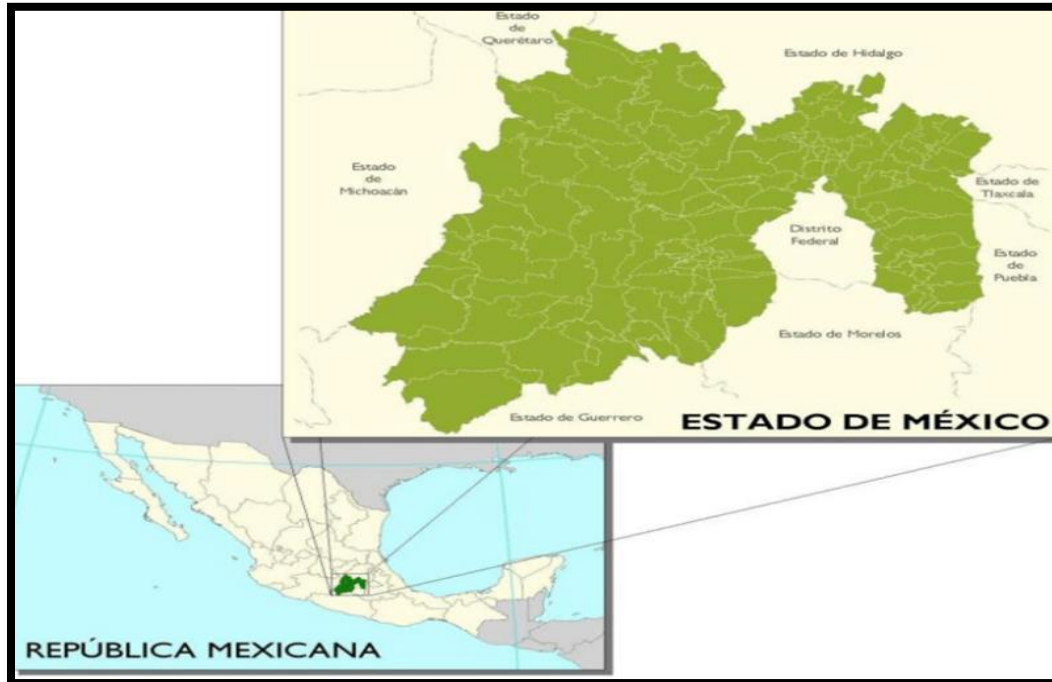 Estado
de
Querétaro
Estado de Hidalgo
Estado
de
Michoacán
Estado de
Tlaxcala
Distrito
Federal
Estado
de
Puebla
Estado de Morelos
Estado de Guerrero
ESTADO DE MÉXICO
REPÚBLICA MEXICANA